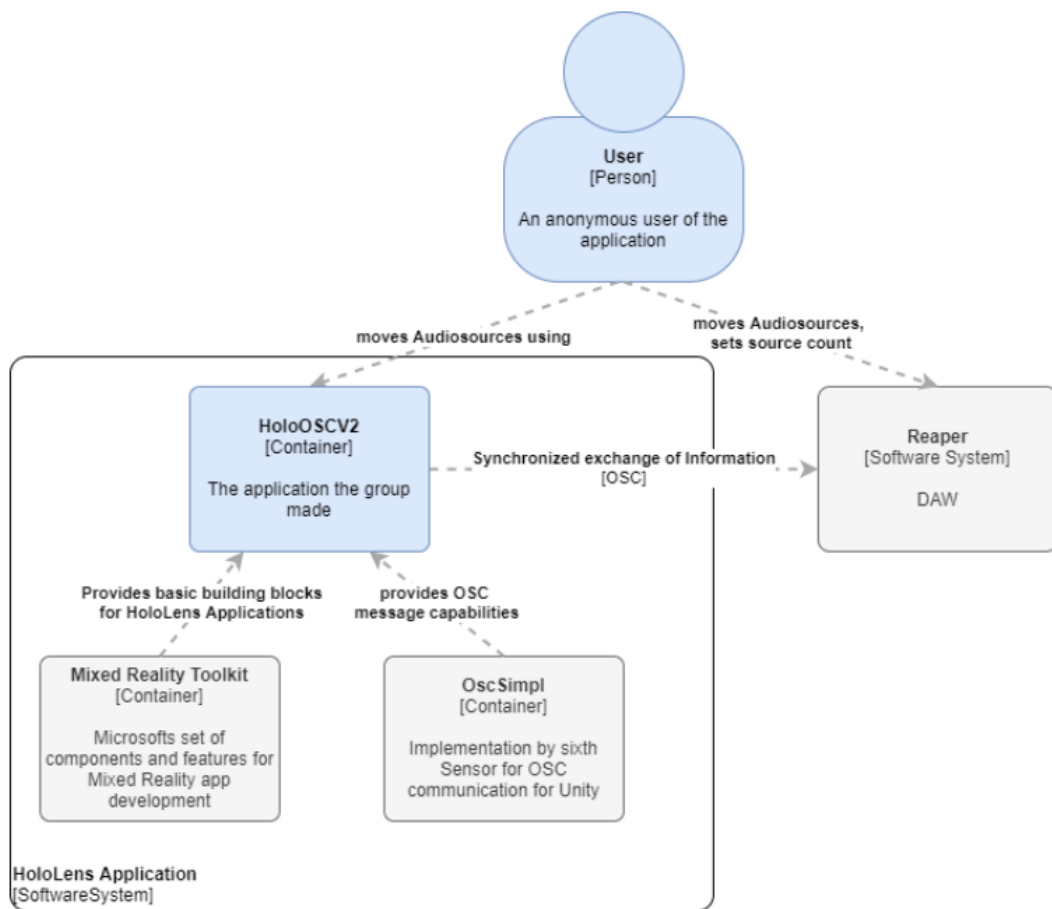 User
[Person]
An anonymous user of the
application
moves Audiosources using
moves Audiosources,
sets source count
HoloOSCV2
[Container]
The application the group
made
Synchronized exchange of Information
[OSC]
Reaper
[Software System]
DAW
Provides basic building blocks
for HoloLens Applications
provides OSC
message capabilities
Mixed Reality Toolkit
[Container]
Microsofts set of
components and features for
Mixed Reality app
development
OscSimpl
[Container]
Implementation by sixth
Sensor for OSC
communication for Unity
HoloLens Application
[SoftwareSystem]